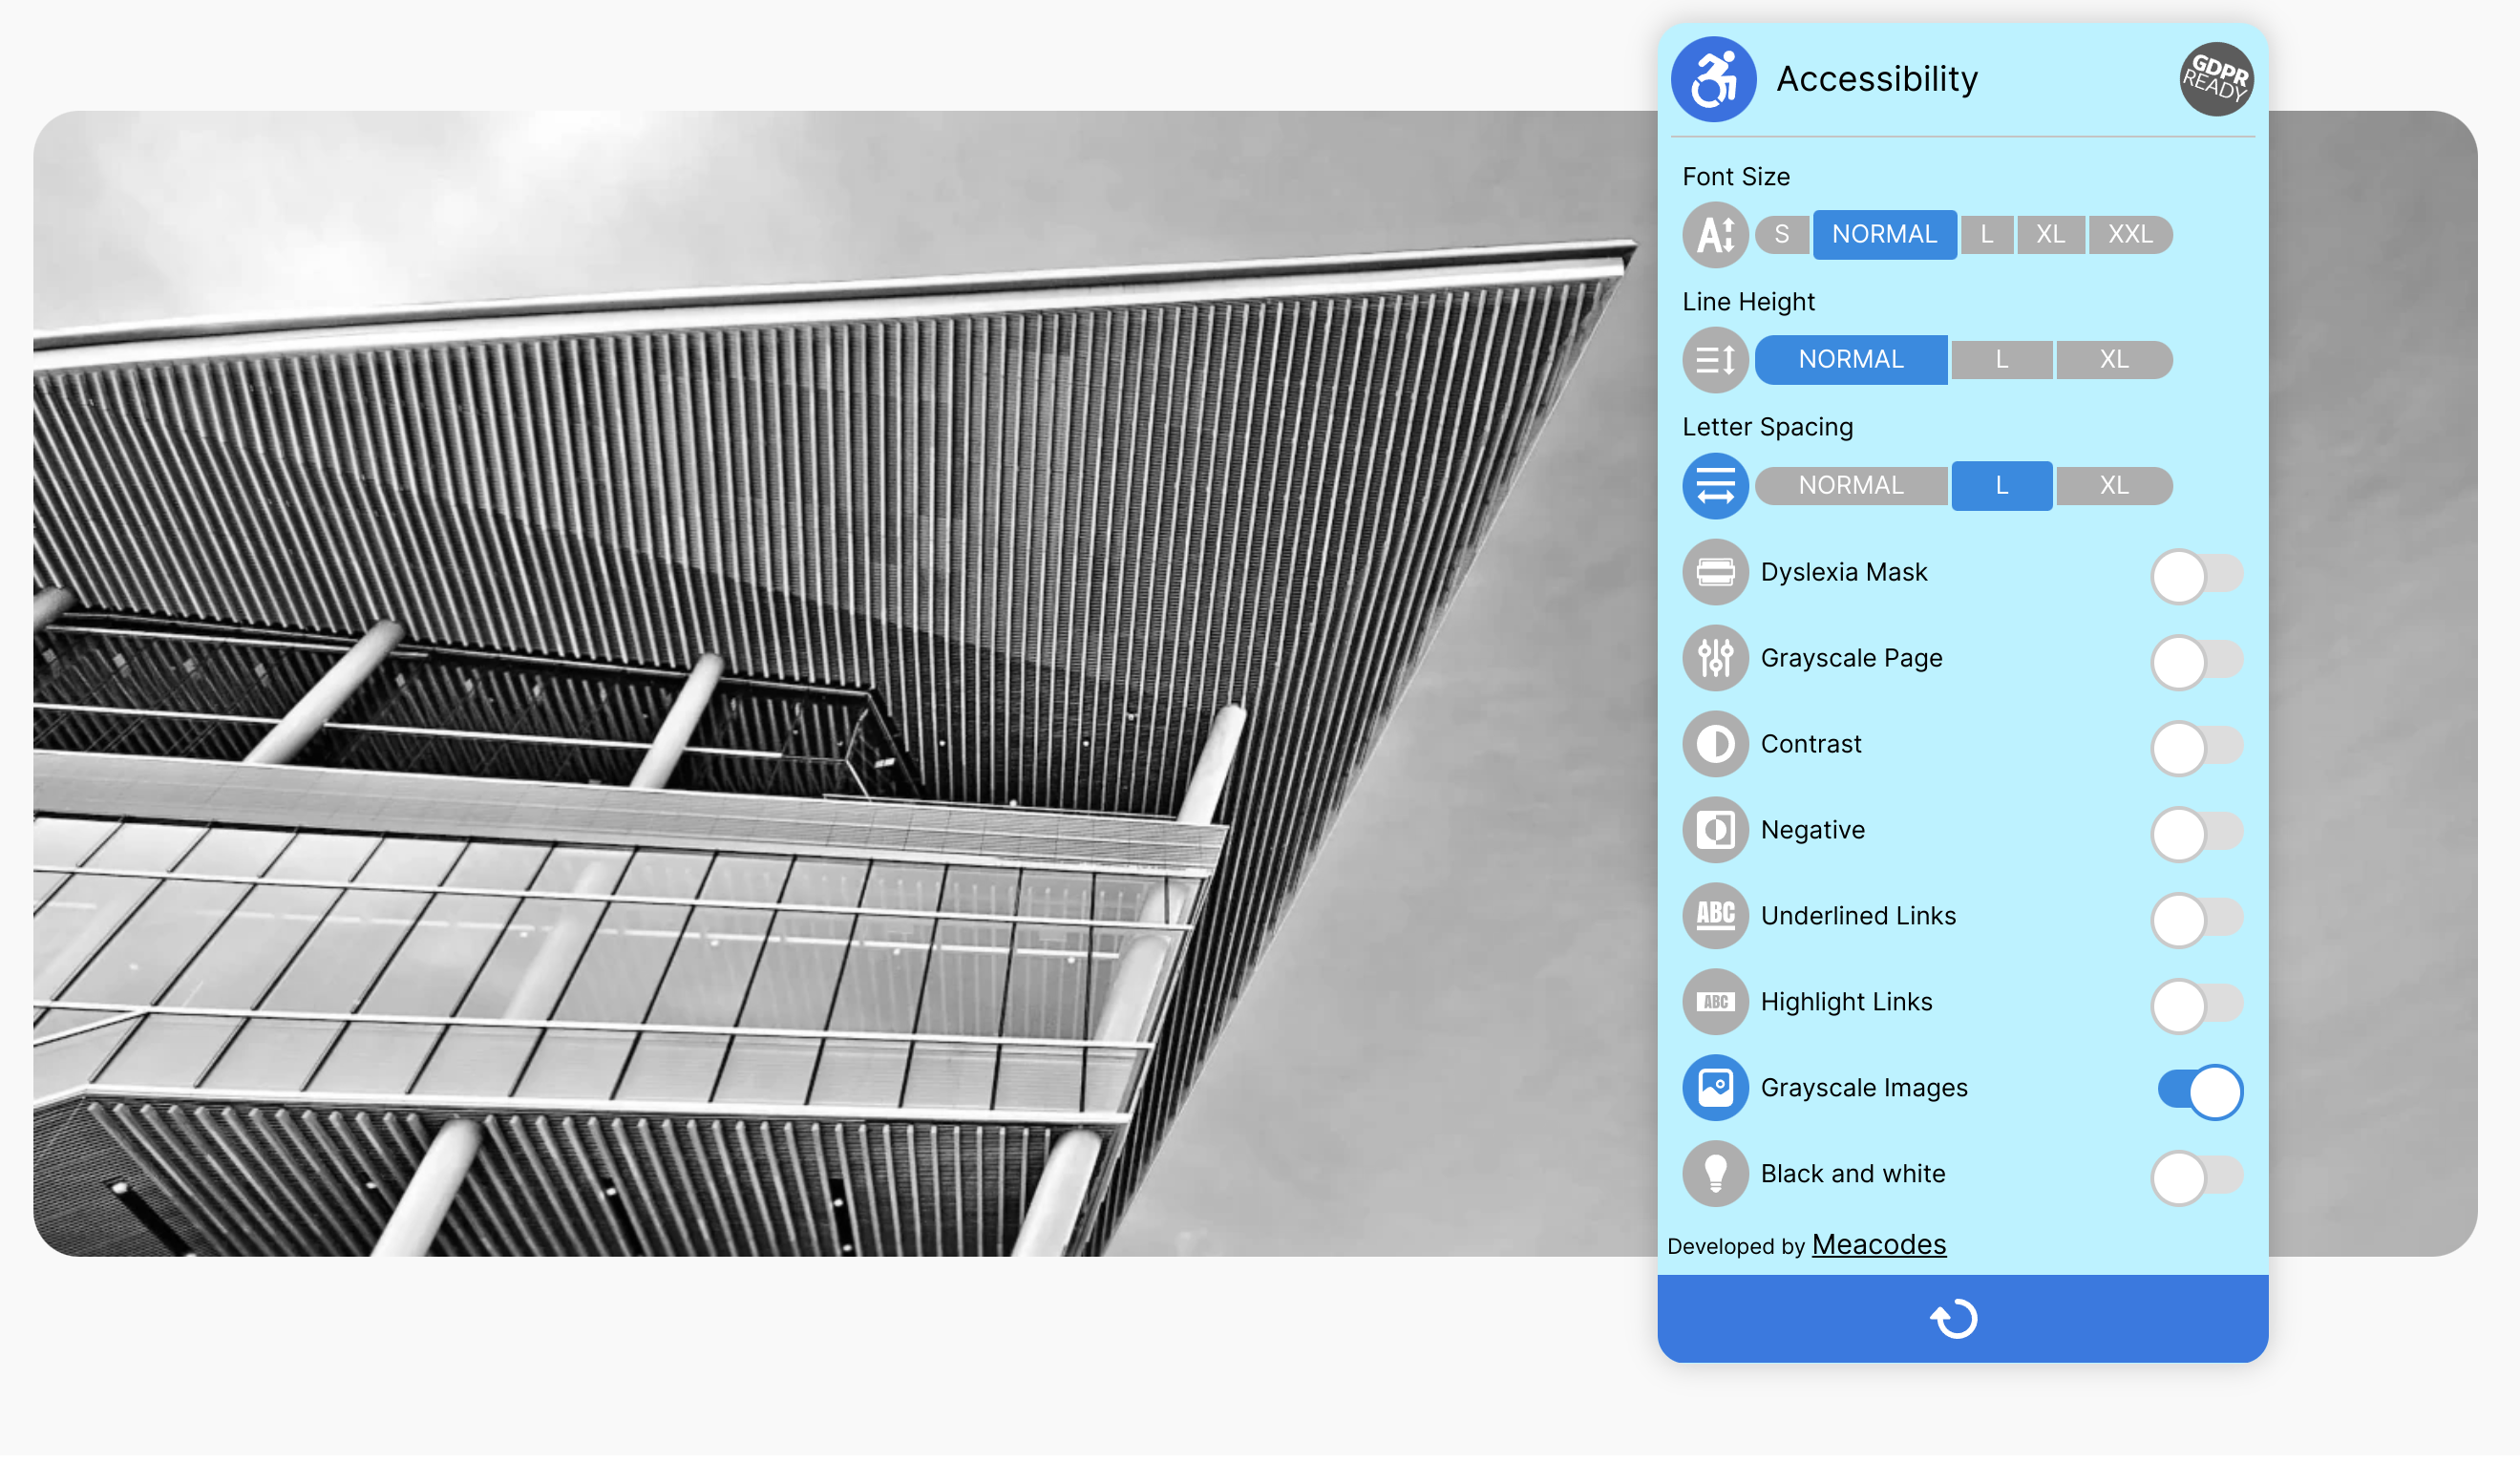 Accessibility
GDPR
READY
Font Size
A
S NORMAL L XL XXL
Line Height
NORMAL L XL
Letter Spacing
NORMAL L XL
Dyslexia Mask
Grayscale Page
Contrast
Negative
ABC Underlined Links
ABC Highlight Links
Grayscale Images
Black and white
Developed by Meacodes